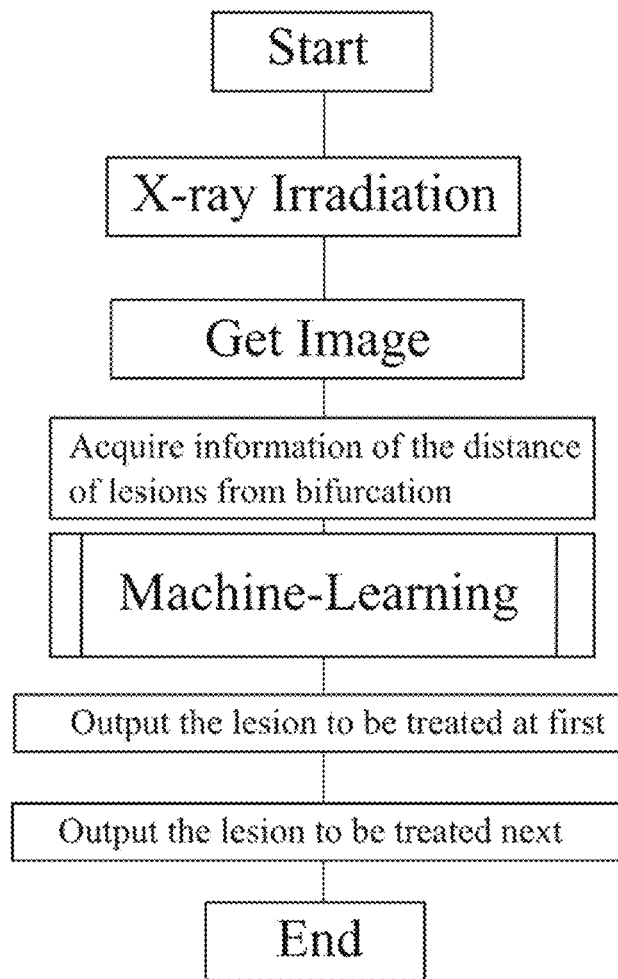 Start
X-ray Irradiation
Get Image
Acquire information of the distance
of lesions from bifurcation
Machine-Learning
Output the lesion to be treated at first
Output the lesion to be treated next
End